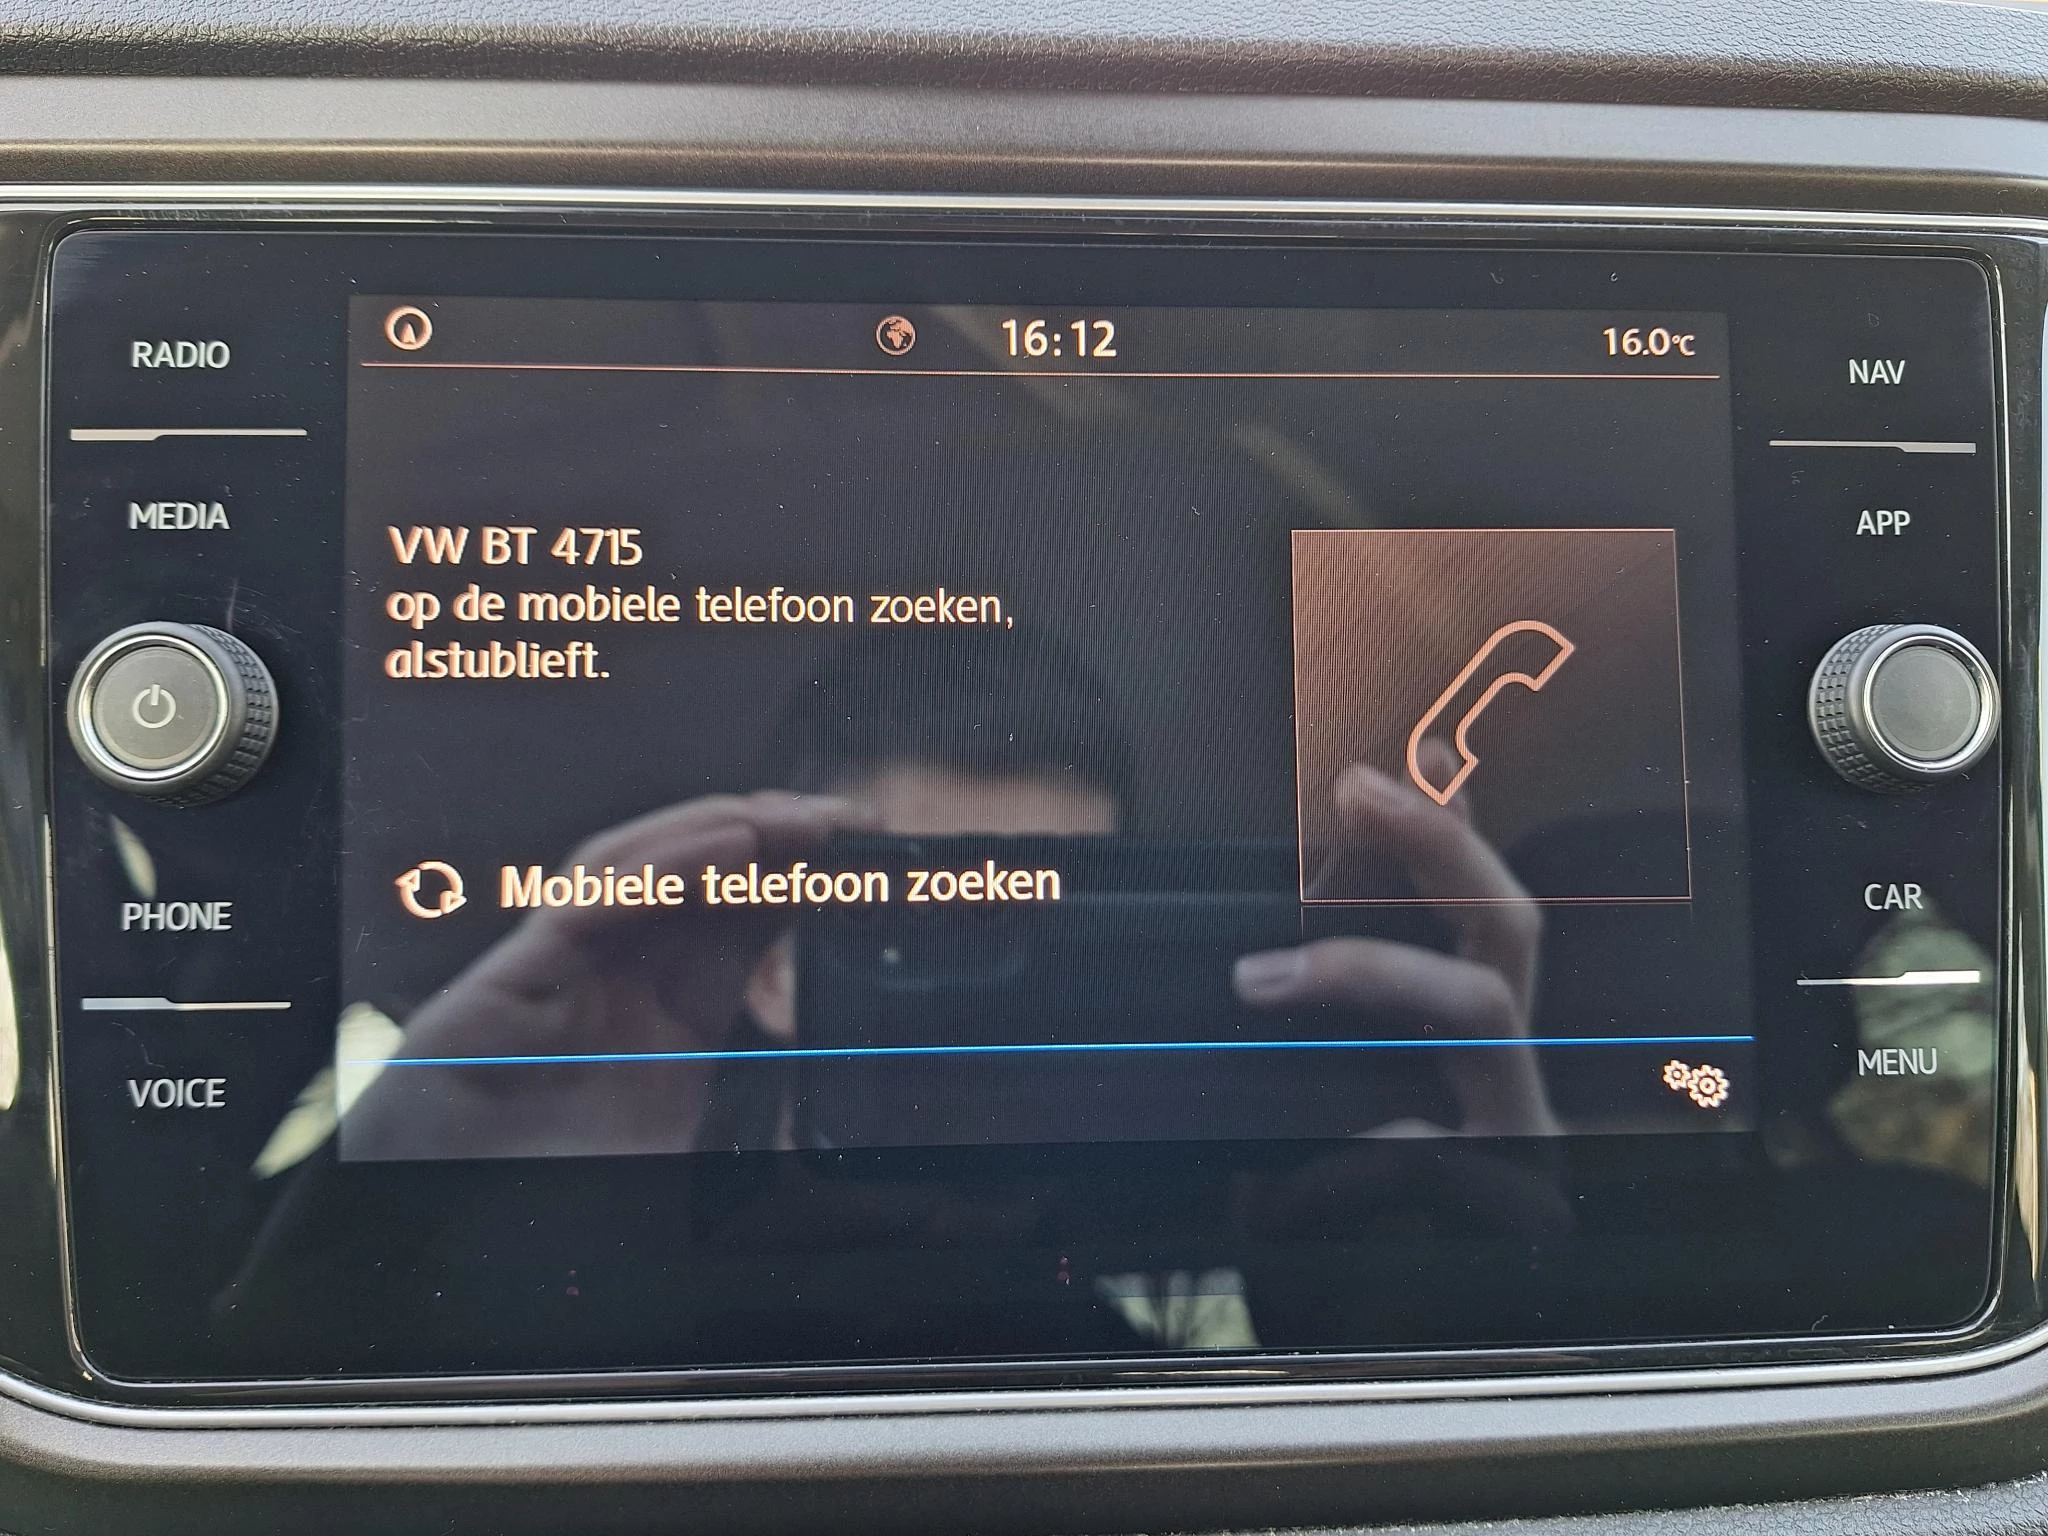 16:12
16.0°C
RADIO
MEDIA
PHONE
VOICE
VW BT 4715
op de mobiele telefoon zoeken,
alstublieft.
Mobiele telefoon zoeken
NAV
APP
CAR
MENU